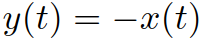 y(t) = −x(t)